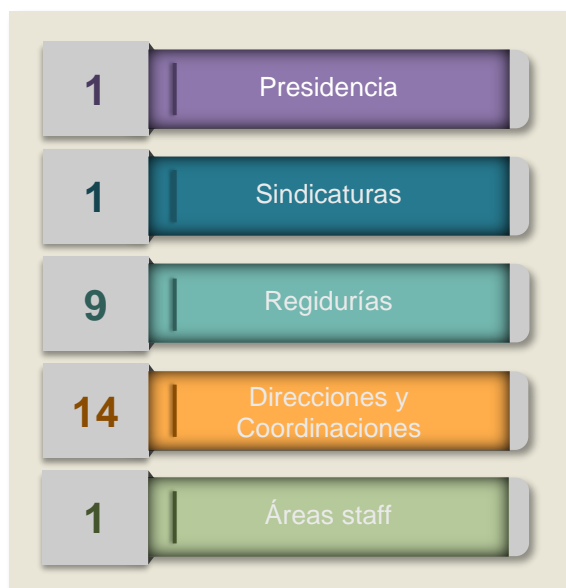 1
Presidencia
1
Sindicaturas
9
Regidurías
14
Direcciones y
Coordinaciones
1
Áreas staff